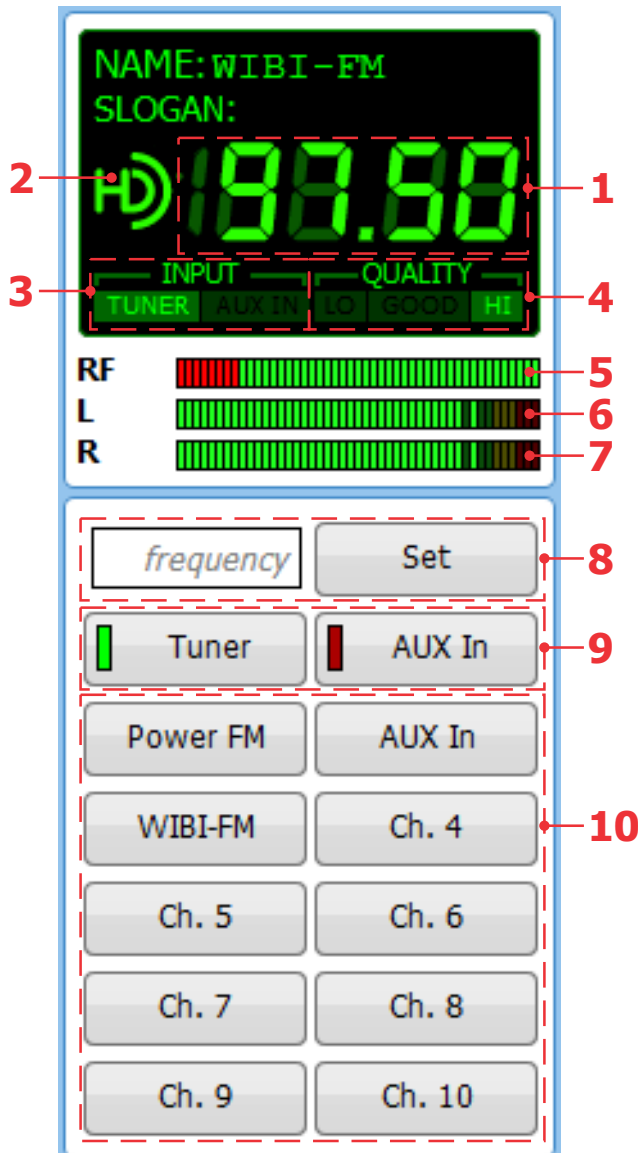 NAME: WIBI-FM
SLOGAN:
2 HD 97.50 1
INPUT QUALITY
3 TUNER AUX IN LO GOOD HI 4
RF 5
L 6
R 7
frequency Set 8
Tuner AUX In 9
Power FM AUX In
WIBI-FM Ch. 4 10
Ch. 5 Ch. 6
Ch. 7 Ch. 8
Ch. 9 Ch. 10